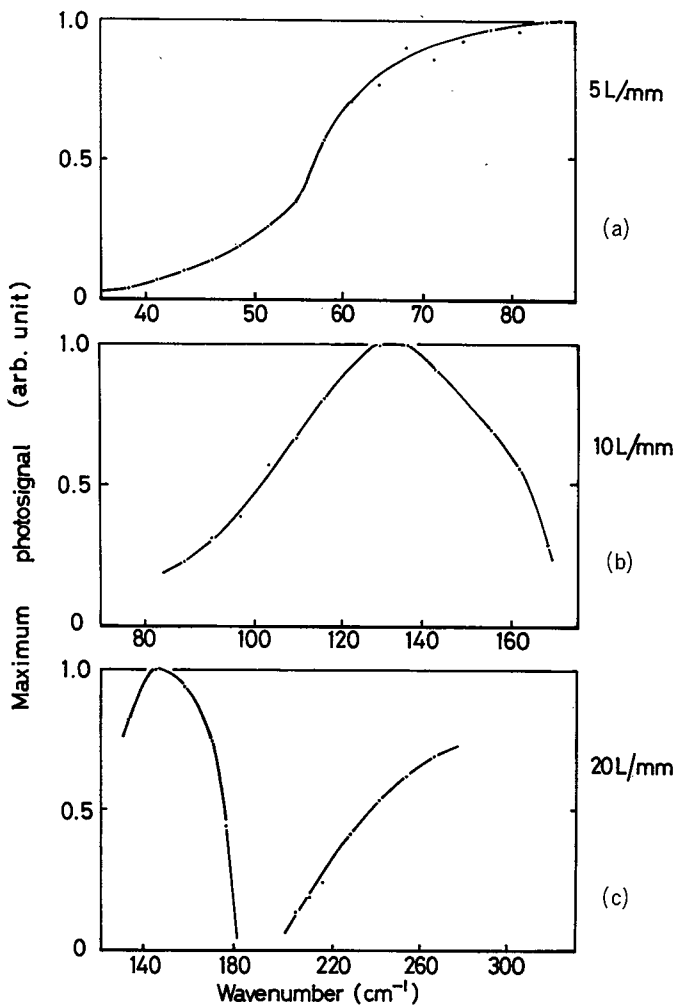 Maximum photosignal (arb. unit)
1.0
0.5
0
40 50 60 70 80
5L/mm
(a)
1.0
0.5
0
80 100 120 140 160
10L/mm
(b)
1.0
0.5
0
140 180 220 260 300
20L/mm
(c)
Wavenumber (cm⁻¹)